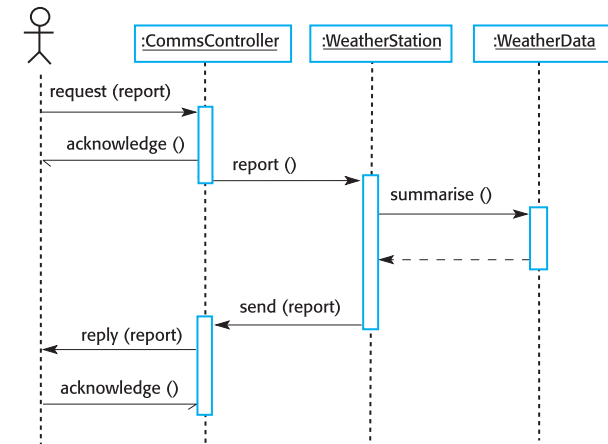 :CommsController
:WeatherStation
:WeatherData
request (report)
acknowledge ()
report ()
summarise ()
send (report)
reply (report)
acknowledge ()